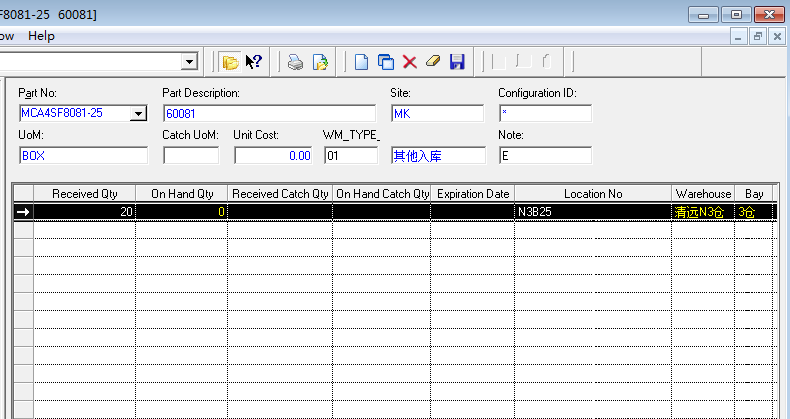 SF8081-25 60081]
ow Help
Part No: Part Description: Site: Configuration ID:
MCA4SF8081-25 60081 MK *
UoM: Catch UoM: Unit Cost: WM_TYPE_ Note:
BOX 0.00 01 其他入库 E
Received Qty On Hand Qty Received Catch Qty On Hand Catch Qty Expiration Date Location No Warehouse Bay
20 0 N3B25 清远N3仓 3仓